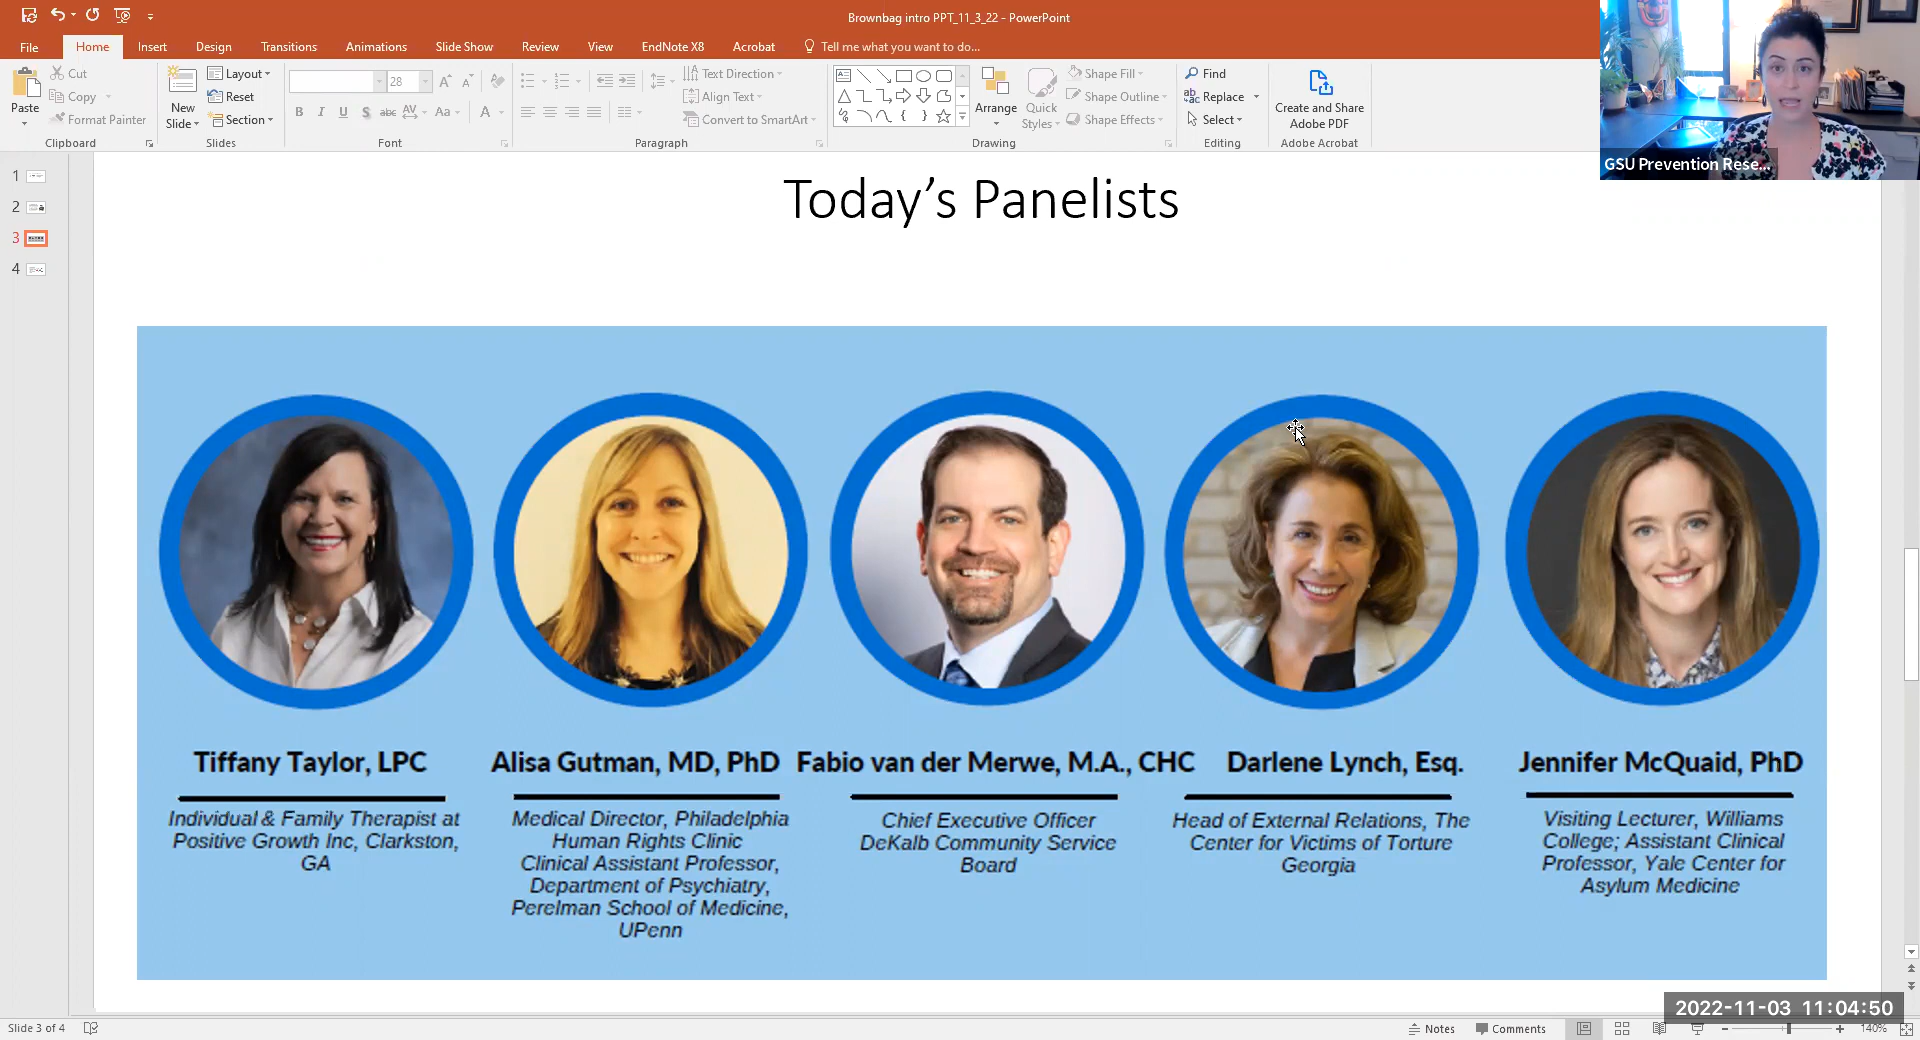 Brownbag intro PPT_11_3_22 - PowerPoint
File Home Insert Design Transitions Animations Slide Show Review View EndNote X8 Acrobat Tell me what you want to do...
Paste
Cut
Copy
Format Painter
Clipboard
New Slide
Layout
Reset
Section
Slides
28
B I U S abc AV Aa A
Font
Text Direction
Align Text
Convert to SmartArt
Paragraph
Arrange
Quick Styles
Shape Fill
Shape Outline
Shape Effects
Drawing
Find
Replace
Select
Editing
Create and Share
Adobe PDF
Adobe Acrobat
GSU Prevention Rese...
1
2
3
4
Today's Panelists
Tiffany Taylor, LPC
Individual & Family Therapist at
Positive Growth Inc, Clarkston,
GA
Alisa Gutman, MD, PhD
Medical Director, Philadelphia
Human Rights Clinic
Clinical Assistant Professor,
Department of Psychiatry,
Perelman School of Medicine,
UPenn
Fabio van der Merwe, M.A., CHC
Chief Executive Officer
DeKalb Community Service
Board
Darlene Lynch, Esq.
Head of External Relations, The
Center for Victims of Torture
Georgia
Jennifer McQuaid, PhD
Visiting Lecturer, Williams
College; Assistant Clinical
Professor, Yale Center for
Asylum Medicine
2022-11-03 11:04:50
Slide 3 of 4
Notes
Comments
140%